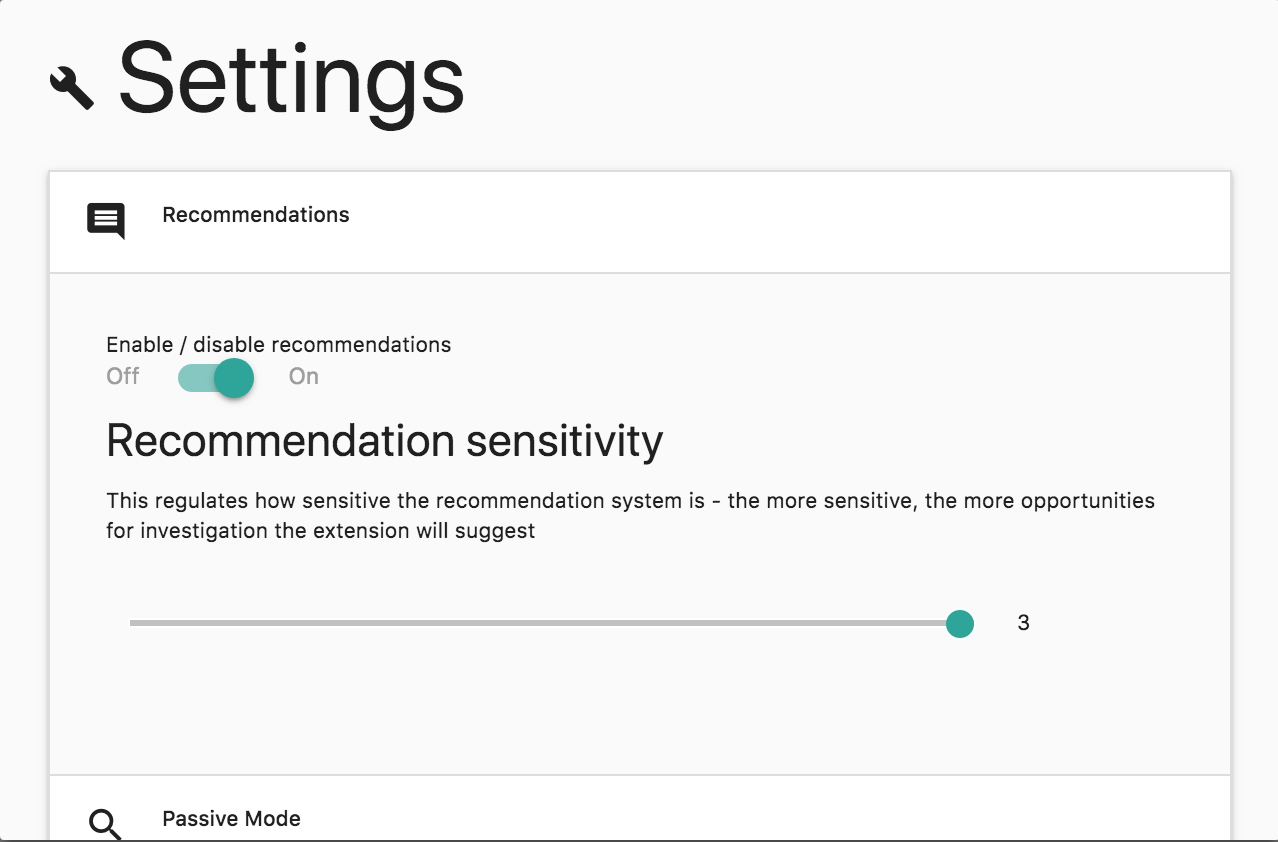 Settings
Recommendations
Enable / disable recommendations
Off On
Recommendation sensitivity
This regulates how sensitive the recommendation system is - the more sensitive, the more opportunities
for investigation the extension will suggest
3
Passive Mode